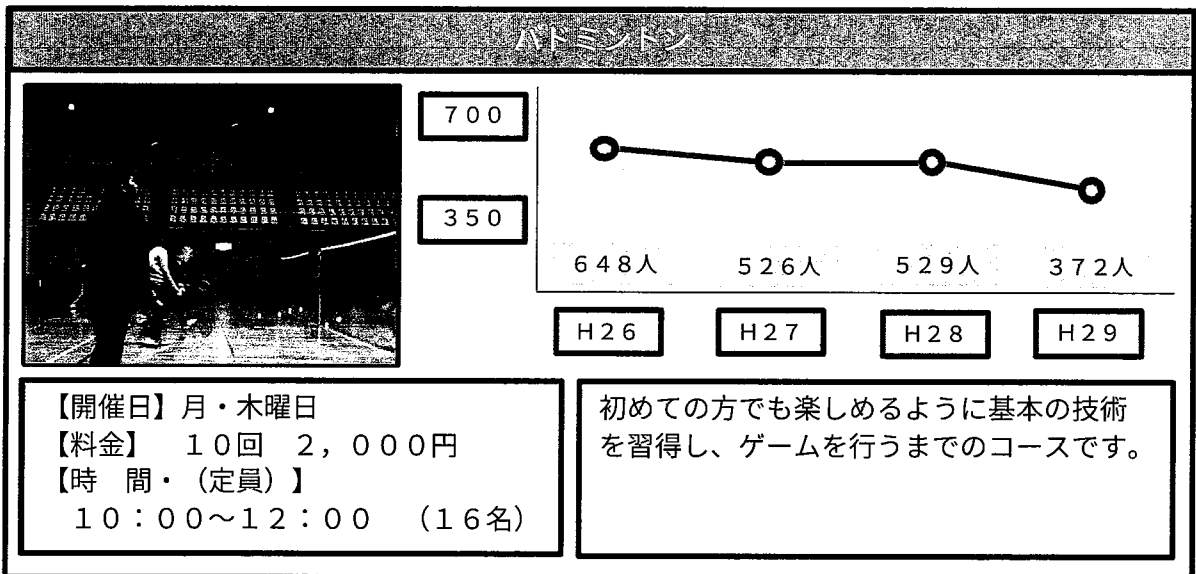 バドミントン
700
350
648人 526人 529人 372人
H26 H27 H28 H29
【開催日】月・木曜日
【料金】 10回 2,000円
【時 間・(定員)】
10:00～12:00 (16名)
初めての方でも楽しめるように基本の技術
を習得し、ゲームを行うまでのコースです。